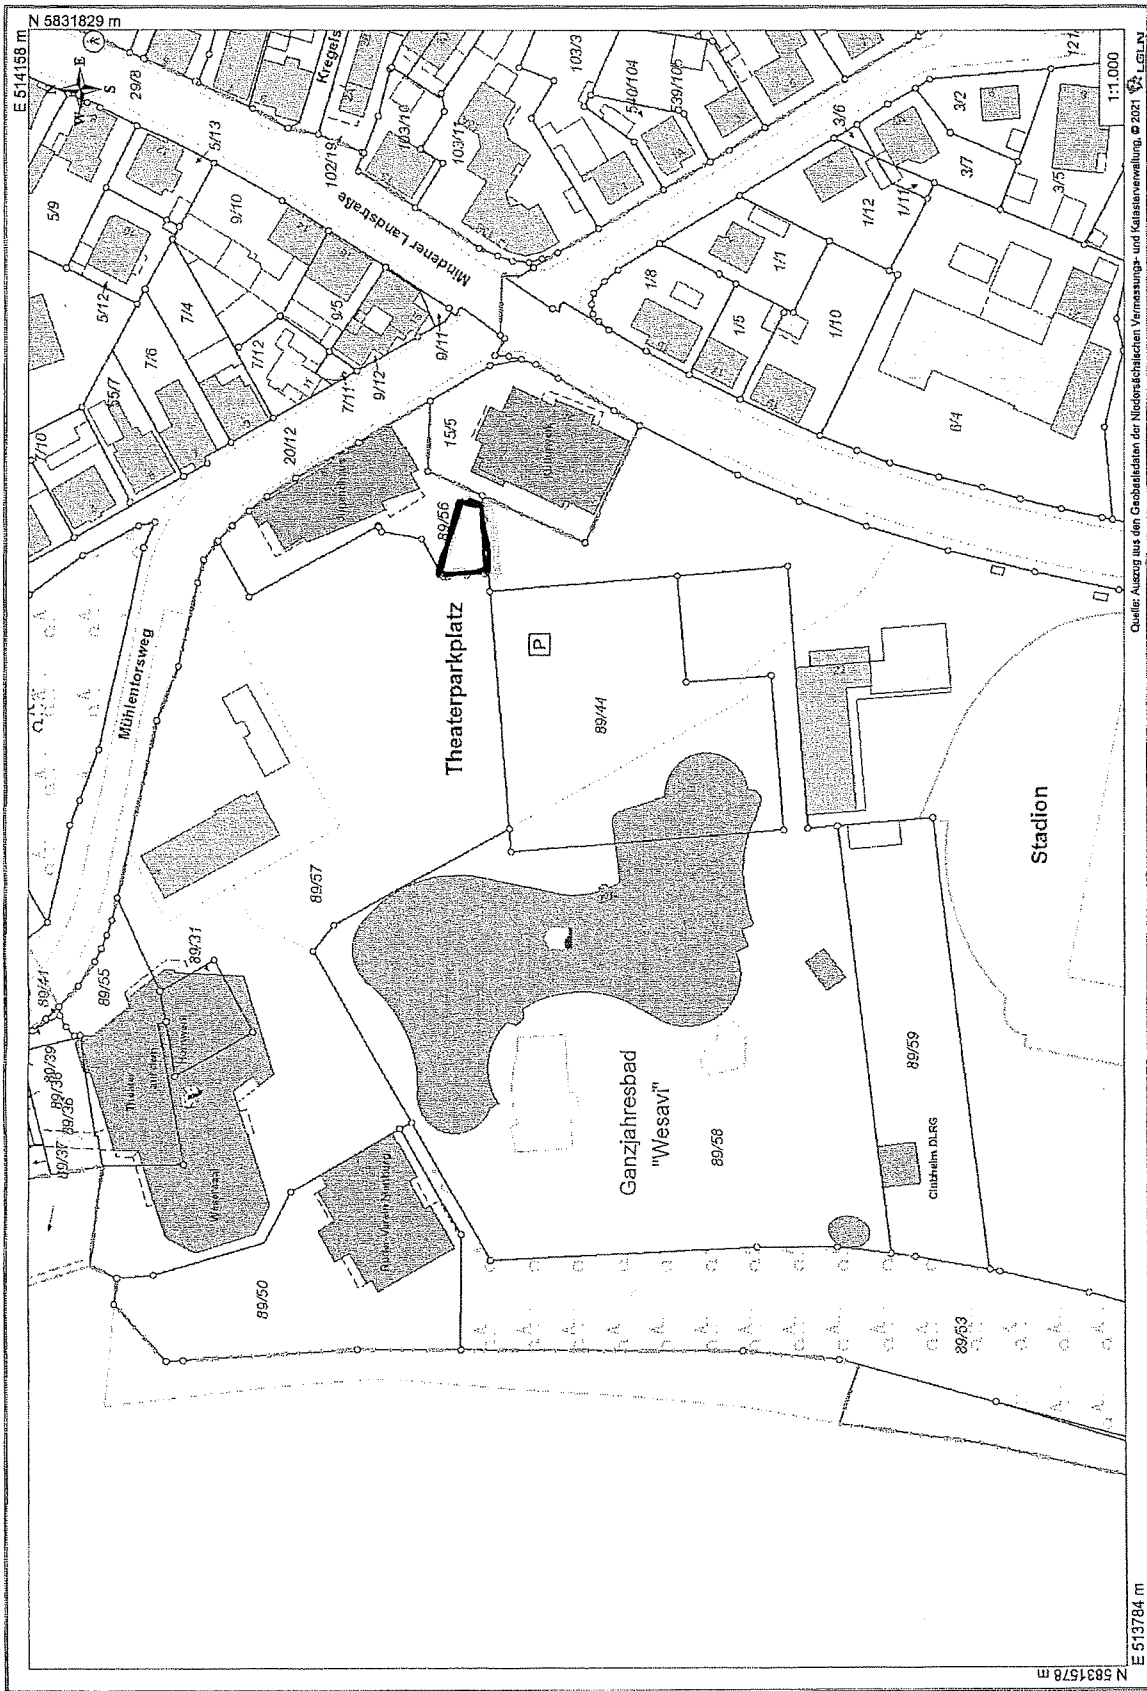 N 5831829 m
E 514158 m
N
E
S
W
29/8
5/13
5/9
5/12
9/10
7/4
7/6
55/7
7/10
7/12
9/5
7/11
9/12
9/11
20/12
15/5
Kregels
102/19
103/10
103/11
103/3
540/104
539/105
Mindener Landstraße
121/
3/6
3/2
3/7
3/5
1/11
1/12
1/1
1/8
1/5
1/10
6/4
1:1.000
Mühlentorsweg
89/56
Theaterparkplatz
P
89/44
89/57
89/41
89/55
89/31
89/39
89/38
89/36
89/37
Theater
Weserssaal
Ruder-Verein Nienburg
89/50
Ganzjahresbad
"Wesavi"
89/58
89/59
Clubheim DLRG
Stadion
89/53
N 5831578 m
E 513784 m
Quelle: Auszug aus den Geobasisdaten der Niedersächsischen Vermessungs- und Katasterverwaltung, © 2021 LGLN